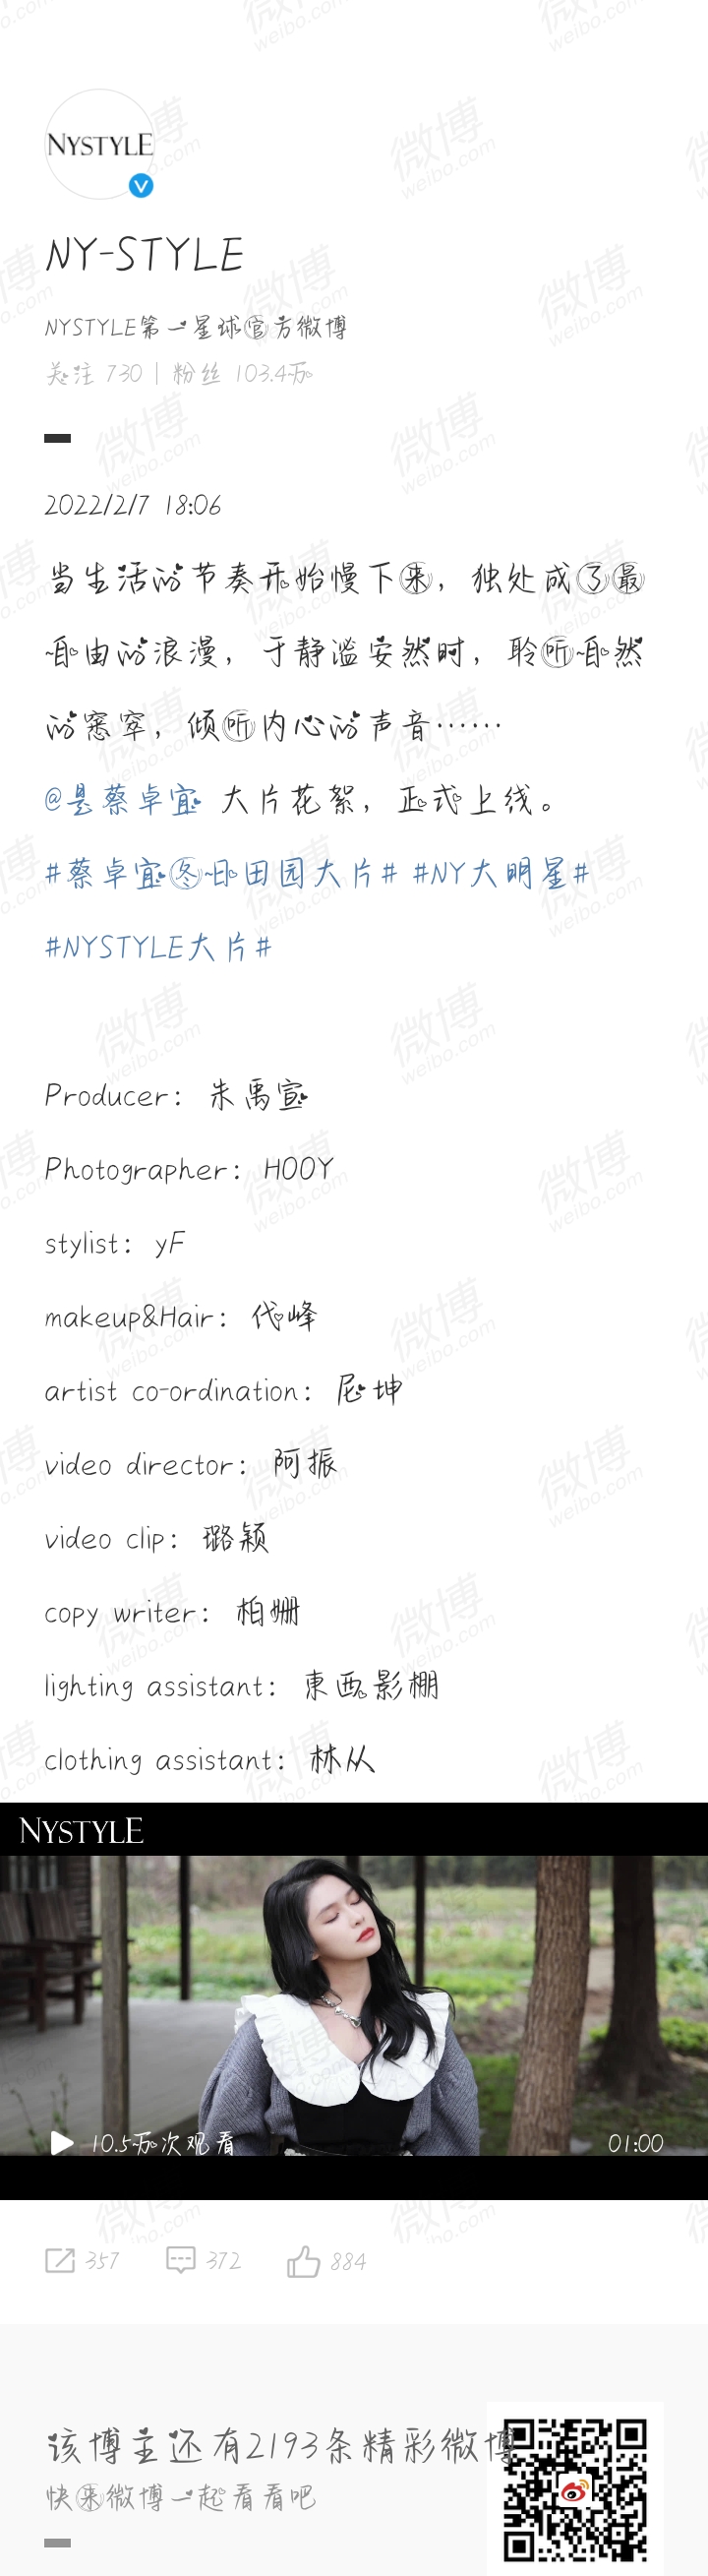 NYSTYLE
NY-STYLE
NYSTYLE第一星球官方微博
关注 730 | 粉丝 103.4万
2022/2/7 18:06
当生活的节奏开始慢下来，独处成了最
自由的浪漫，于静谧安然时，聆听自然
的窸窣，倾听内心的声音……
@是蔡卓宜 大片花絮，正式上线。
#蔡卓宜冬日田园大片# #NY大明星#
#NYSTYLE大片#
Producer： 朱禹宣
Photographer： HOOY
stylist： yF
makeup&Hair： 代峰
artist co-ordination： 尼坤
video director： 阿振
video clip： 璐颖
copy writer： 柏姗
lighting assistant： 東西影棚
clothing assistant： 林从
NYSTYLE
10.5万次观看 01:00
357 372 884
该博主还有2193条精彩微博
快来微博一起看看吧
微博
weibo.com